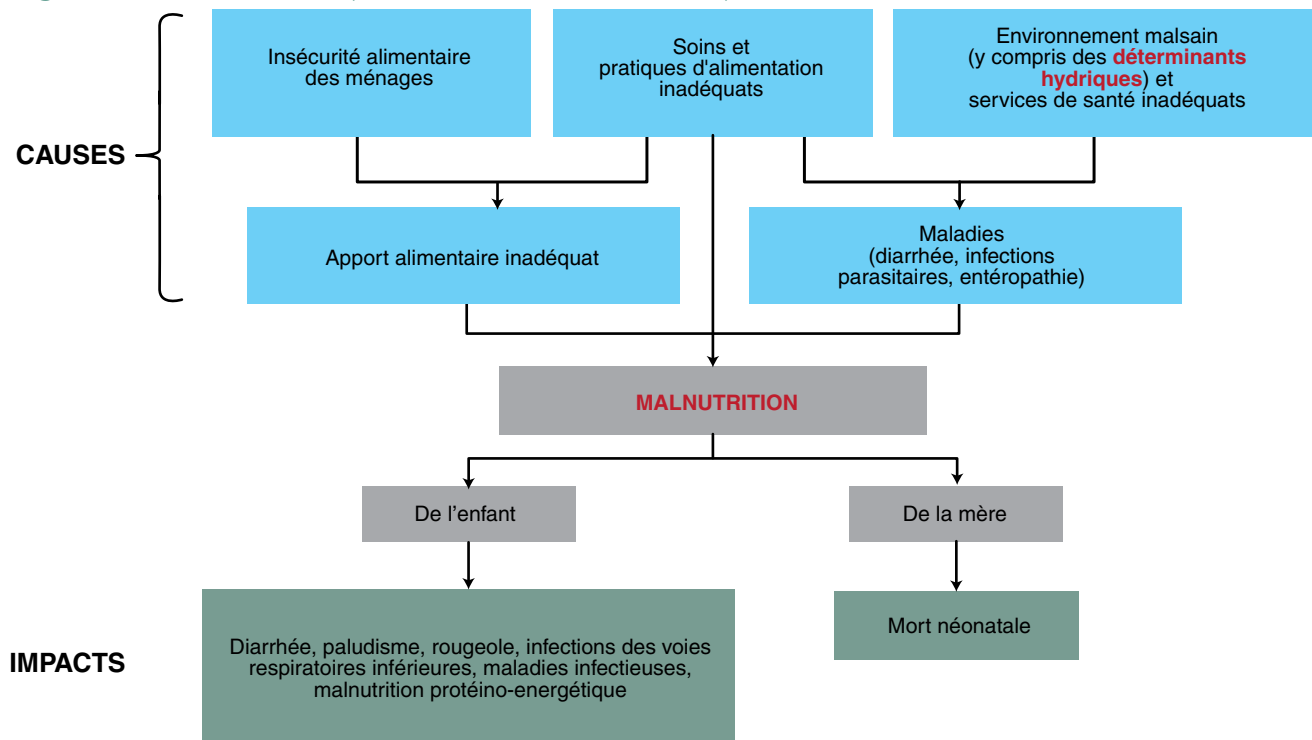 Insécurité alimentaire
des ménages
Soins et
pratiques d'alimentation
inadéquats
Environnement malsain
(y compris des déterminants
hydriques) et
services de santé inadéquats
CAUSES
Apport alimentaire inadéquat
Maladies
(diarrhée, infections
parasitaires, entéropathie)
MALNUTRITION
De l'enfant
De la mère
IMPACTS
Diarrhée, paludisme, rougeole, infections des voies
respiratoires inférieures, maladies infectieuses,
malnutrition protéino-energétique
Mort néonatale